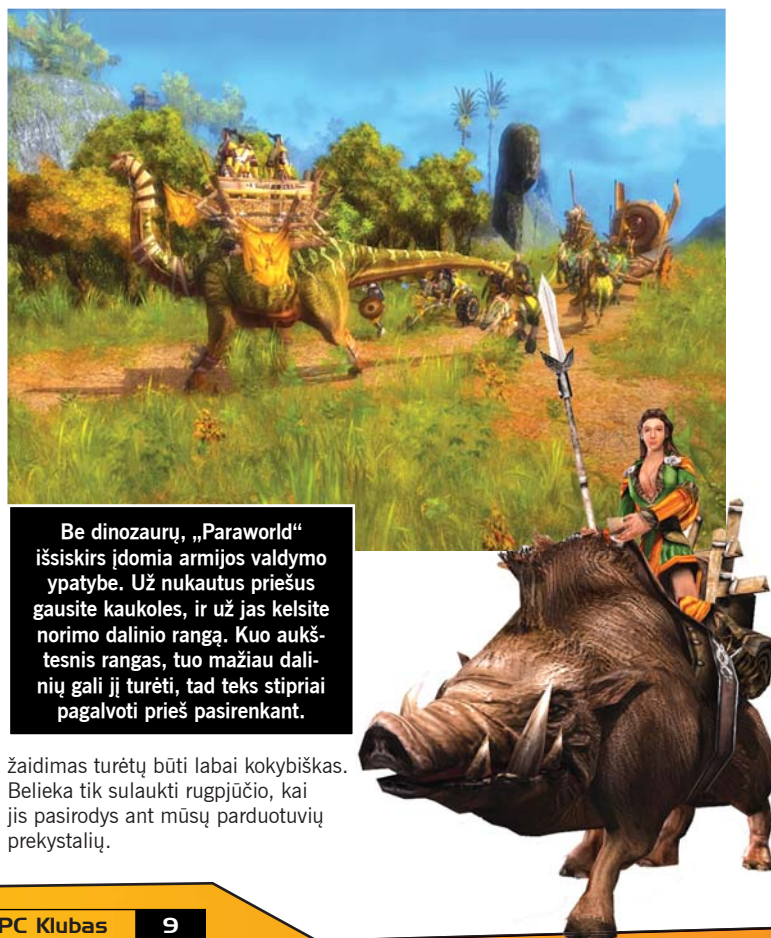 Be dinozaurų, „Paraworld“
išsiskirs įdomia armijos valdymo
ypatybe. Už nukautus priešus
gausite kaukoles, ir už jas kelsite
norimo dalinio rangą. Kuo aukš-
tesnis rangas, tuo mažiau dali-
nių gali jį turėti, tad teks stipriai
pagalvoti prieš pasirenkant.
žaidimas turėtų būti labai kokybiškas.
Belieka tik sulaukti rugpjūčio, kai
jis pasirodys ant mūsų parduotuvių
prekystalių.
PC Klubas 9